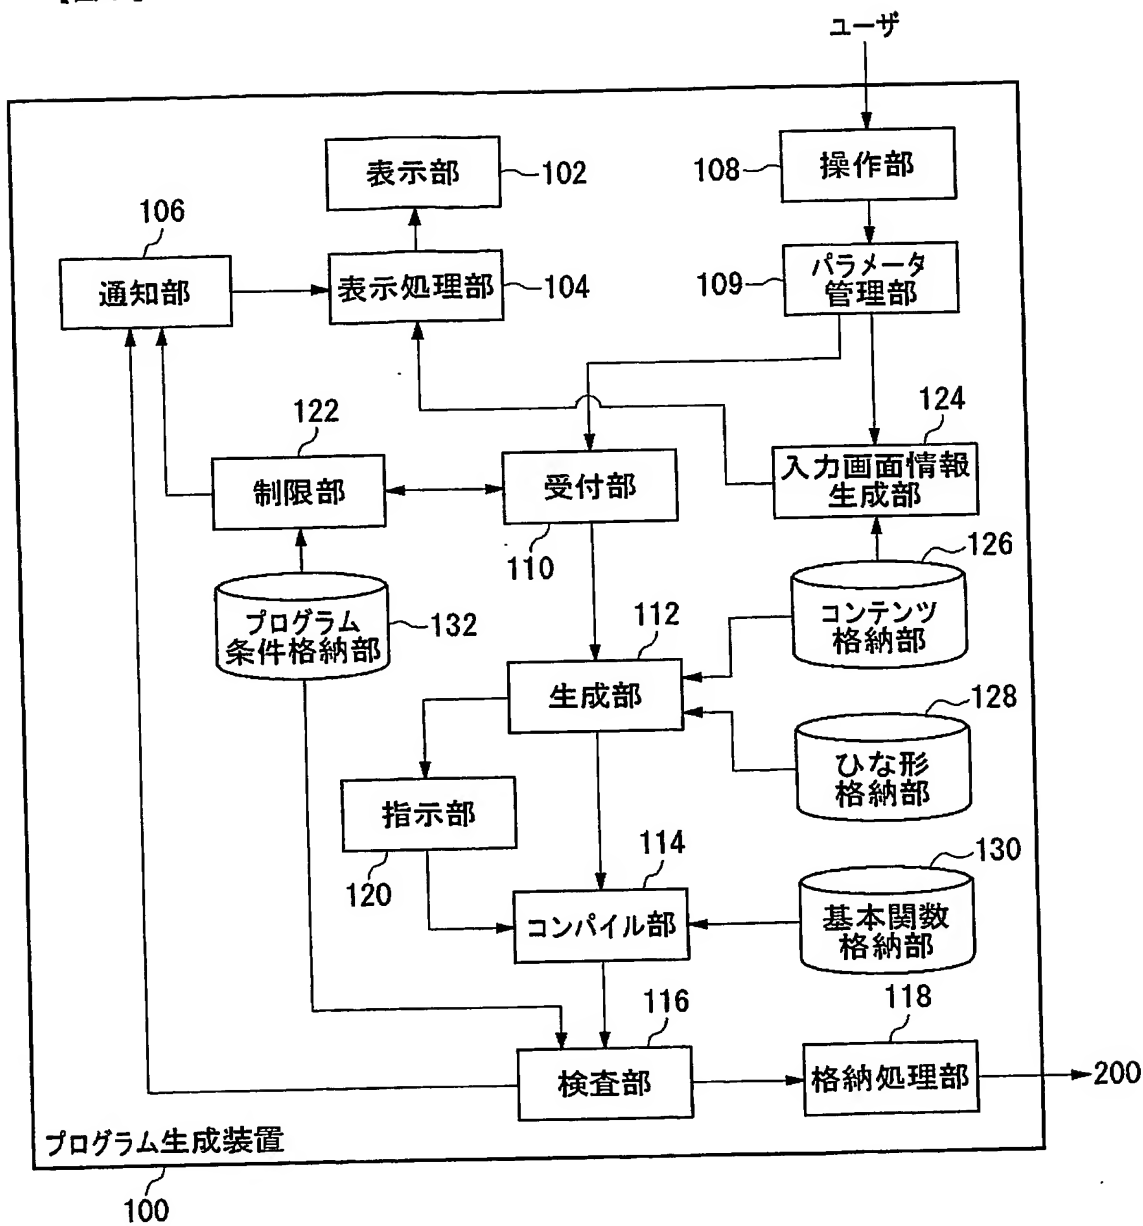 ユーザ
表示部
102
108
操作部
106
通知部
表示処理部
104
109
パラメータ
管理部
122
制限部
受付部
110
124
入力画面情報
生成部
126
コンテンツ
格納部
プログラム
条件格納部
132
112
生成部
128
ひな形
格納部
指示部
120
114
コンパイル部
130
基本関数
格納部
116
検査部
118
格納処理部
200
プログラム生成装置
100